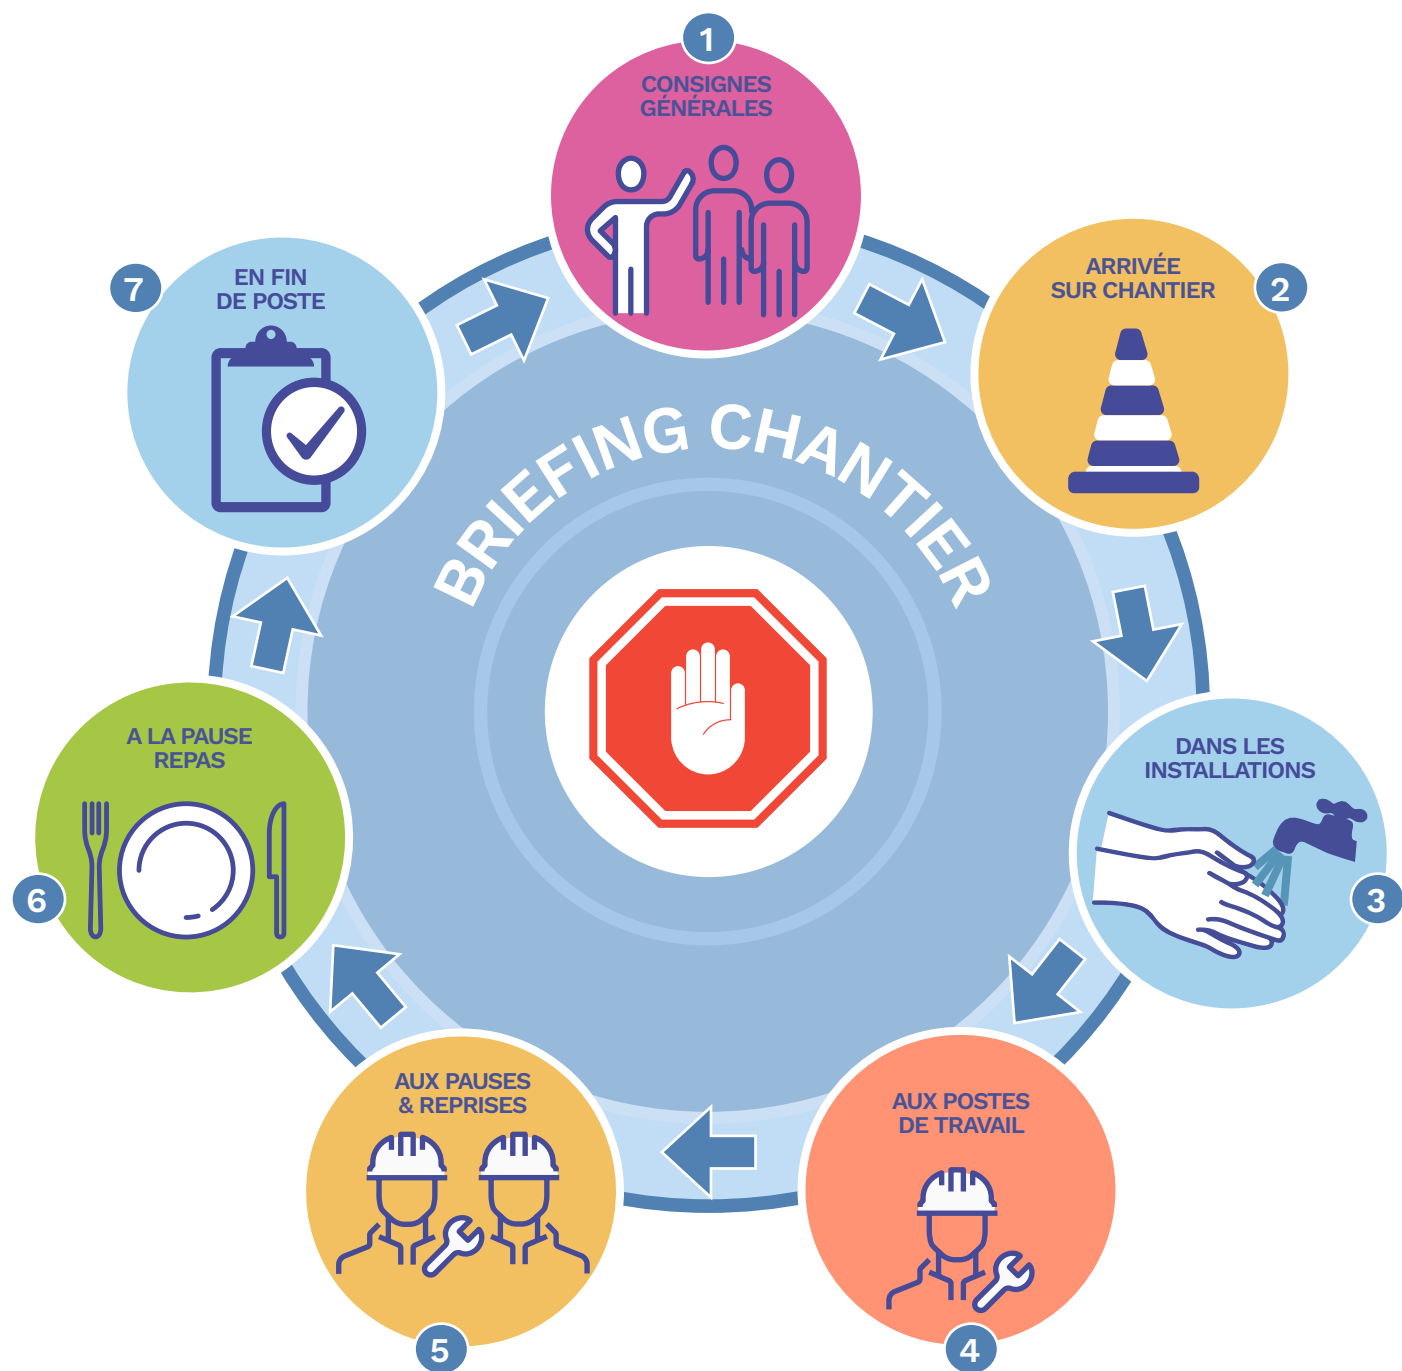 1
CONSIGNES
GÉNÉRALES
2
ARRIVÉE
SUR CHANTIER
3
DANS LES
INSTALLATIONS
4
AUX POSTES
DE TRAVAIL
5
AUX PAUSES
& REPRISES
6
A LA PAUSE
REPAS
7
EN FIN
DE POSTE
BRIEFING CHANTIER